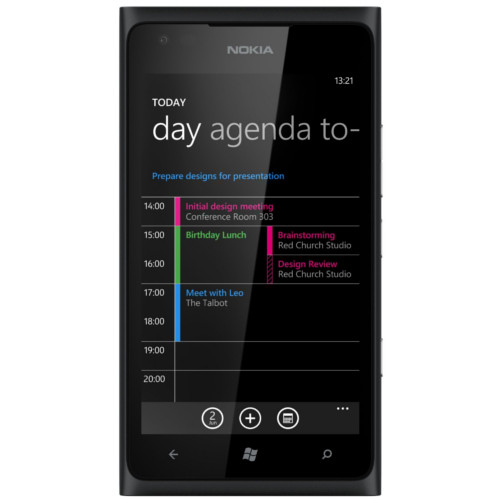 NOKIA
13:21
TODAY
day agenda to-
Prepare designs for presentation
14:00
Initial design meeting
Conference Room 303
15:00
Birthday Lunch
Brainstorming
Red Church Studio
16:00
Design Review
Red Church Studio
17:00
Meet with Leo
The Talbot
18:00
19:00
20:00
2